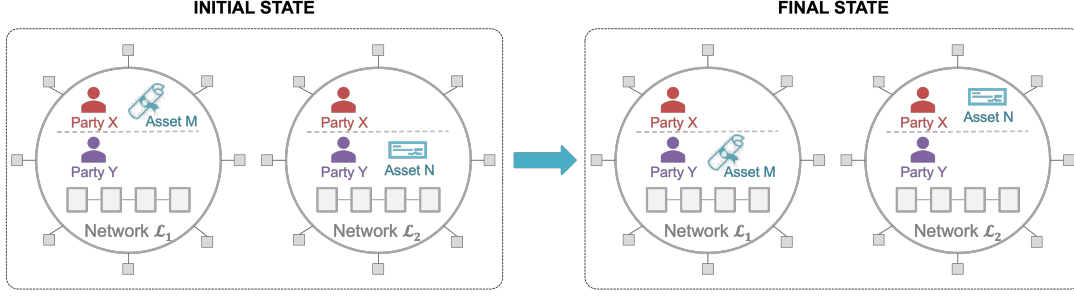 INITIAL STATE
FINAL STATE
Party X
Asset M
Party Y
Network ℒ1
Party X
Party Y
Asset N
Network ℒ2
Party X
Party Y
Asset M
Network ℒ1
Party X
Asset N
Party Y
Network ℒ2